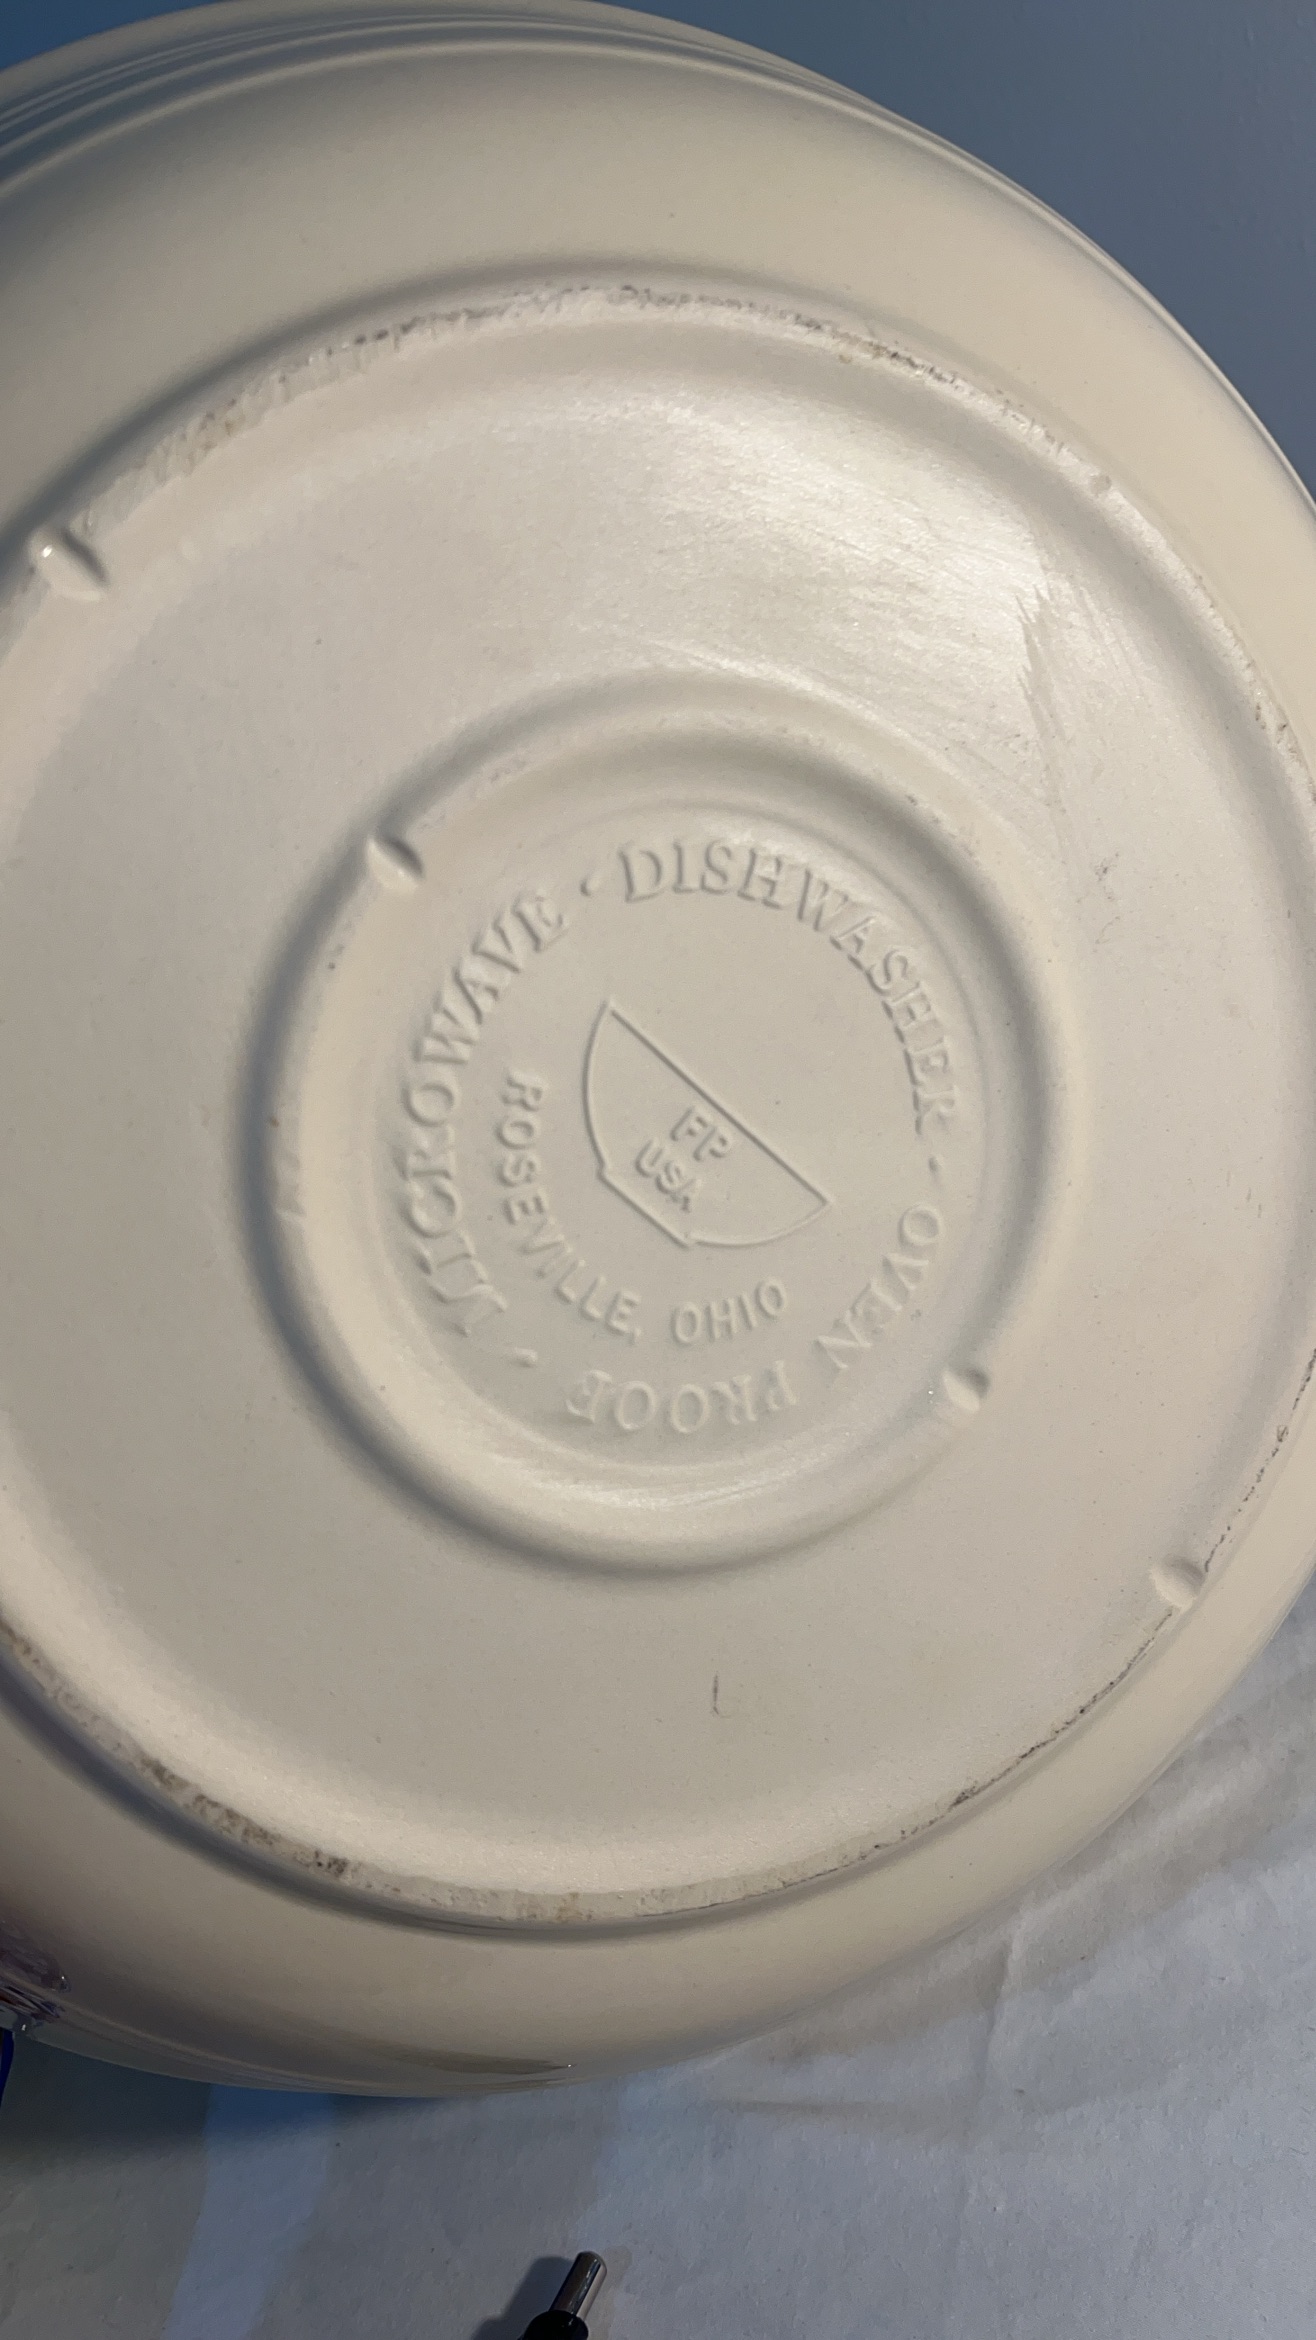 MICROWAVE · DISHWASHER · OVEN PROOF ·
FP
USA
ROSEVILLE, OHIO